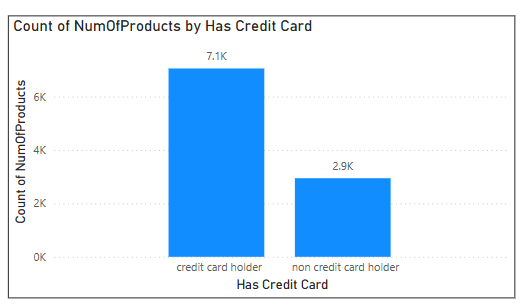 Count of NumOfProducts by Has Credit Card
Count of NumOfProducts
6K
4K
2K
0K
7.1K
2.9K
credit card holder
non credit card holder
Has Credit Card